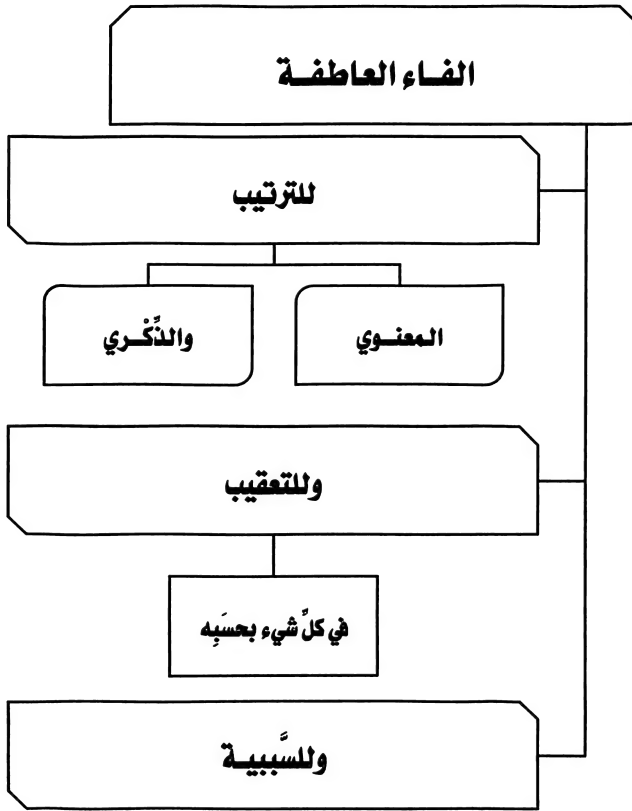 الفاء العاطفة
للترتيب
المعنوي
والذِّكْري
وللتعقيب
في كلِّ شيء بحسَبِه
وللسَّببية